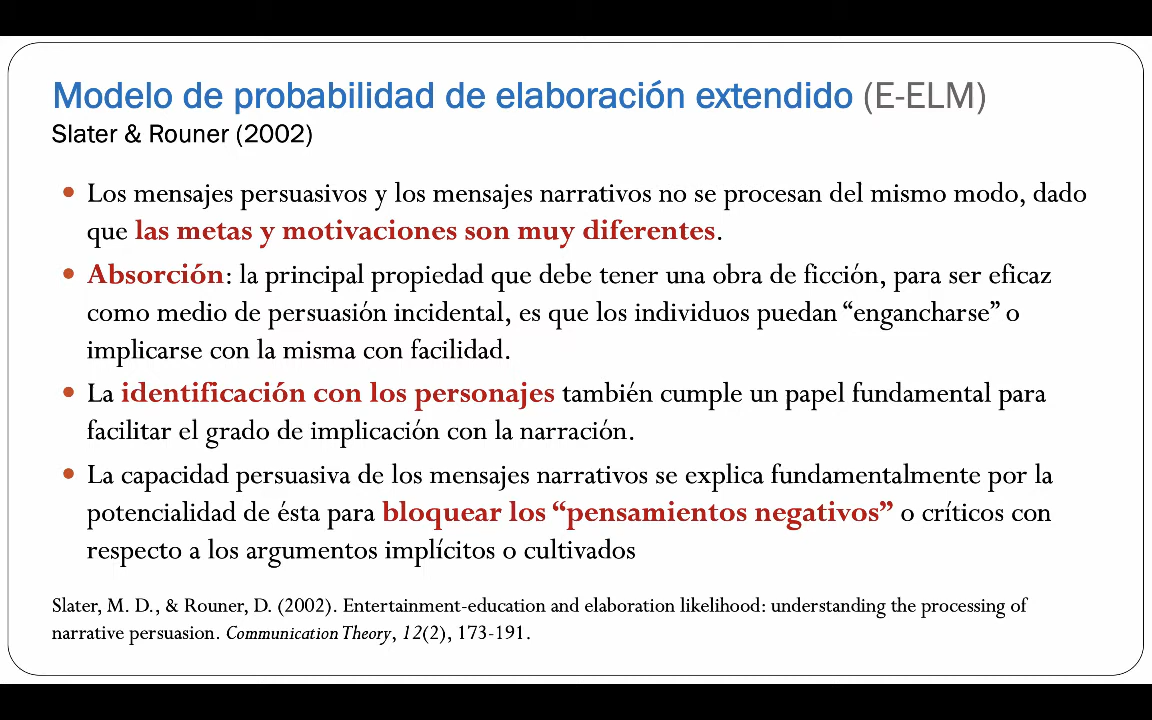 Modelo de probabilidad de elaboración extendido (E-ELM)
Slater & Rouner (2002)
• Los mensajes persuasivos y los mensajes narrativos no se procesan del mismo modo, dado
que las metas y motivaciones son muy diferentes.
• Absorción: la principal propiedad que debe tener una obra de ficción, para ser eficaz
como medio de persuasión incidental, es que los individuos puedan “engancharse” o
implicarse con la misma con facilidad.
• La identificación con los personajes también cumple un papel fundamental para
facilitar el grado de implicación con la narración.
• La capacidad persuasiva de los mensajes narrativos se explica fundamentalmente por la
potencialidad de ésta para bloquear los “pensamientos negativos” o críticos con
respecto a los argumentos implícitos o cultivados
Slater, M. D., & Rouner, D. (2002). Entertainment-education and elaboration likelihood: understanding the processing of
narrative persuasion. Communication Theory, 12(2), 173-191.